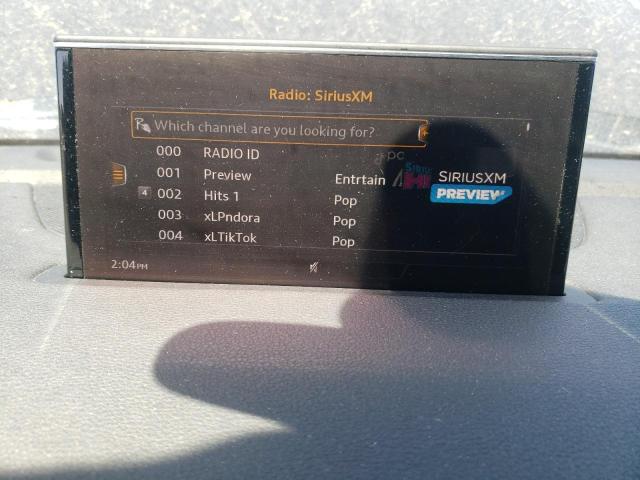 Radio: SiriusXM
Which channel are you looking for?
000 RADIO ID
001 Preview Entrtain
4 002 Hits 1 Pop
003 xLPndora Pop
004 xLTikTok Pop
SIRIUSXM
PREVIEW
2:04PM